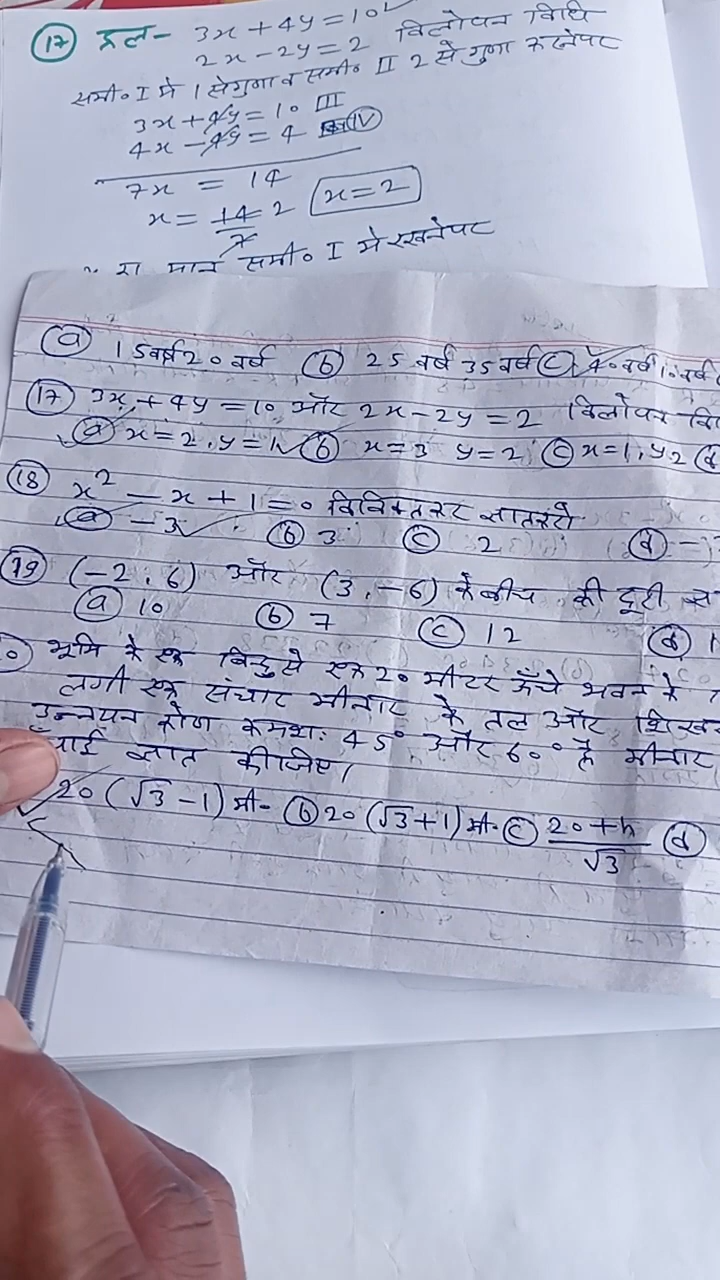 (17) हल- 3x + 4y = 10
2x - 2y = 2 विलोपन विधि
समी० I मे 1 से गुणा व समी० II 2 से गुणा करनेपर
3x + 4y = 10 III
4x - 4y = 4 IV
7x = 14
x = 14/7 = 2 x = 2
मान समी० I मे रखनेपर
(a) 15 वर्ष 20 वर्ष (b) 25 वर्ष 35 वर्ष (c) 40 वर्ष 10 वर्ष
(17) 3x + 4y = 10 और 2x - 2y = 2 विलोपन वि
(a) x = 2, y = 1 (b) x = 3 y = 2 (c) x = 1, y 2 (d)
(18) x² - x + 1 = 0 विविक्तकर ज्ञातकरो
(a) - 3 (b) 3 (c) 2 (d) -
(19) (-2, 6) और (3, -6) के बीच की दूरी
(a) 10 (b) 7 (c) 12 (d) 1
भूमि के एक बिन्दु से एक 20 मीटर ऊँचे भवन के
लगी एक संचार मीनार के तल और शिख
उन्नयन कोण क्रमशः 45° और 60° है मीनार
चाई ज्ञात कीजिए।
20 (√3 - 1) मी- (b) 20 (√3 + 1) मी- (c) 20 + h/√3 (d)